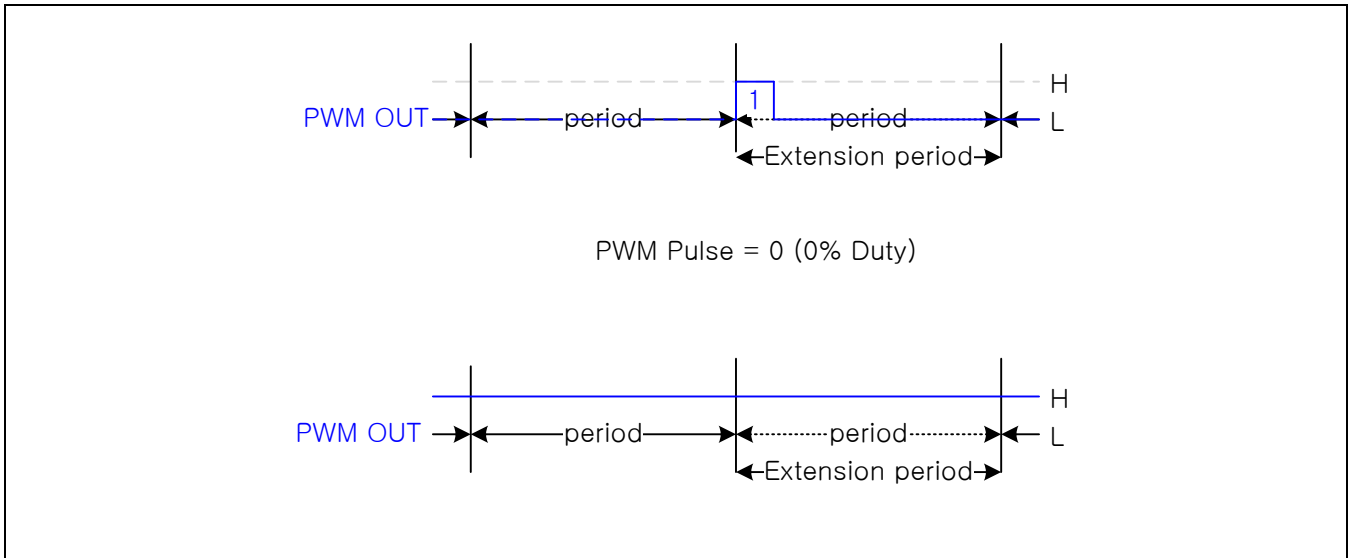 H
1
PWM OUT period period L
Extension period
PWM Pulse = 0 (0% Duty)
H
PWM OUT period period L
Extension period